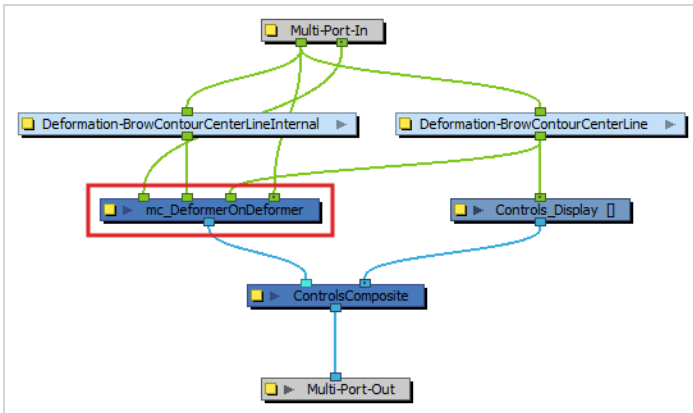 Multi-Port-In
Deformation-BrowContourCenterLineInternal
Deformation-BrowContourCenterLine
mc_DeformerOnDeformer
Controls_Display []
ControlsComposite
Multi-Port-Out